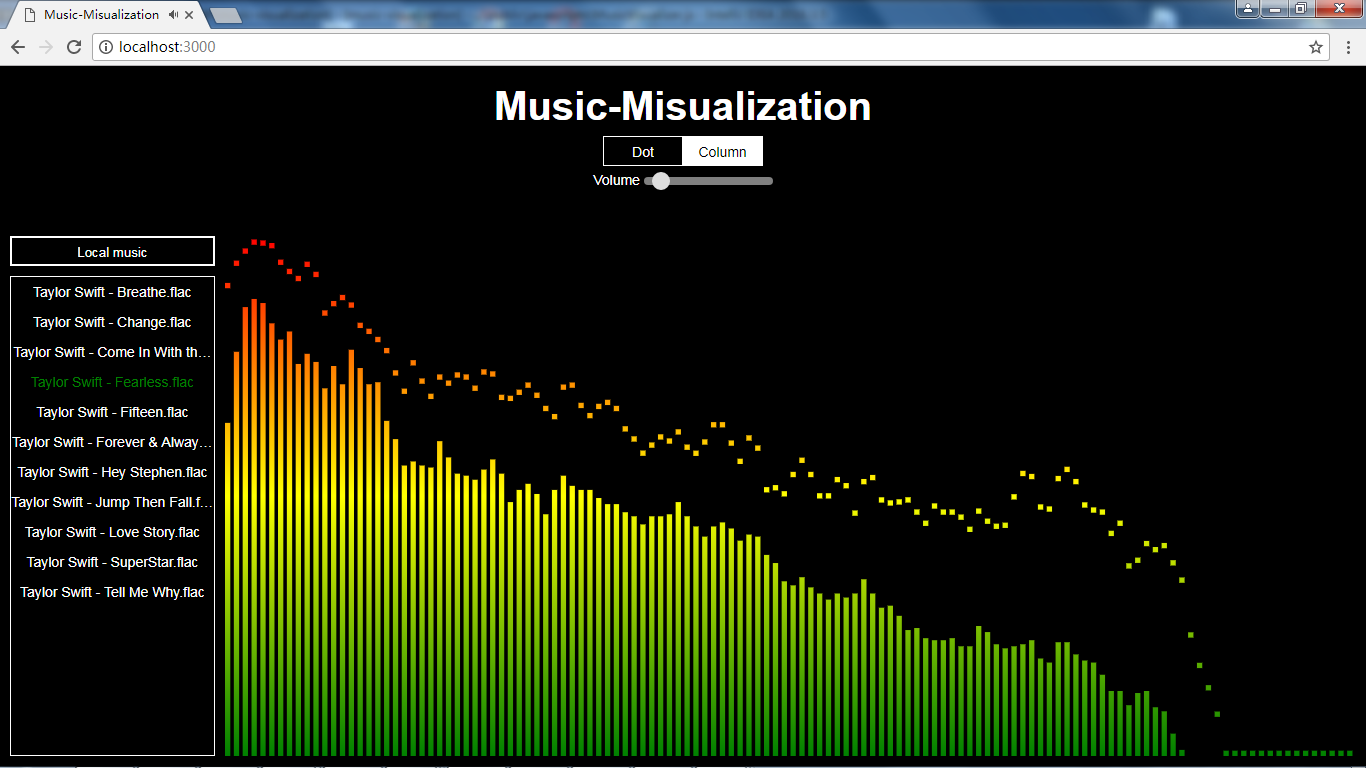 Music-Misualization
localhost:3000
Music-Misualization
Dot
Column
Volume
Local music
Taylor Swift - Breathe.flac
Taylor Swift - Change.flac
Taylor Swift - Come In With th...
Taylor Swift - Fearless.flac
Taylor Swift - Fifteen.flac
Taylor Swift - Forever & Alway...
Taylor Swift - Hey Stephen.flac
Taylor Swift - Jump Then Fall.f...
Taylor Swift - Love Story.flac
Taylor Swift - SuperStar.flac
Taylor Swift - Tell Me Why.flac